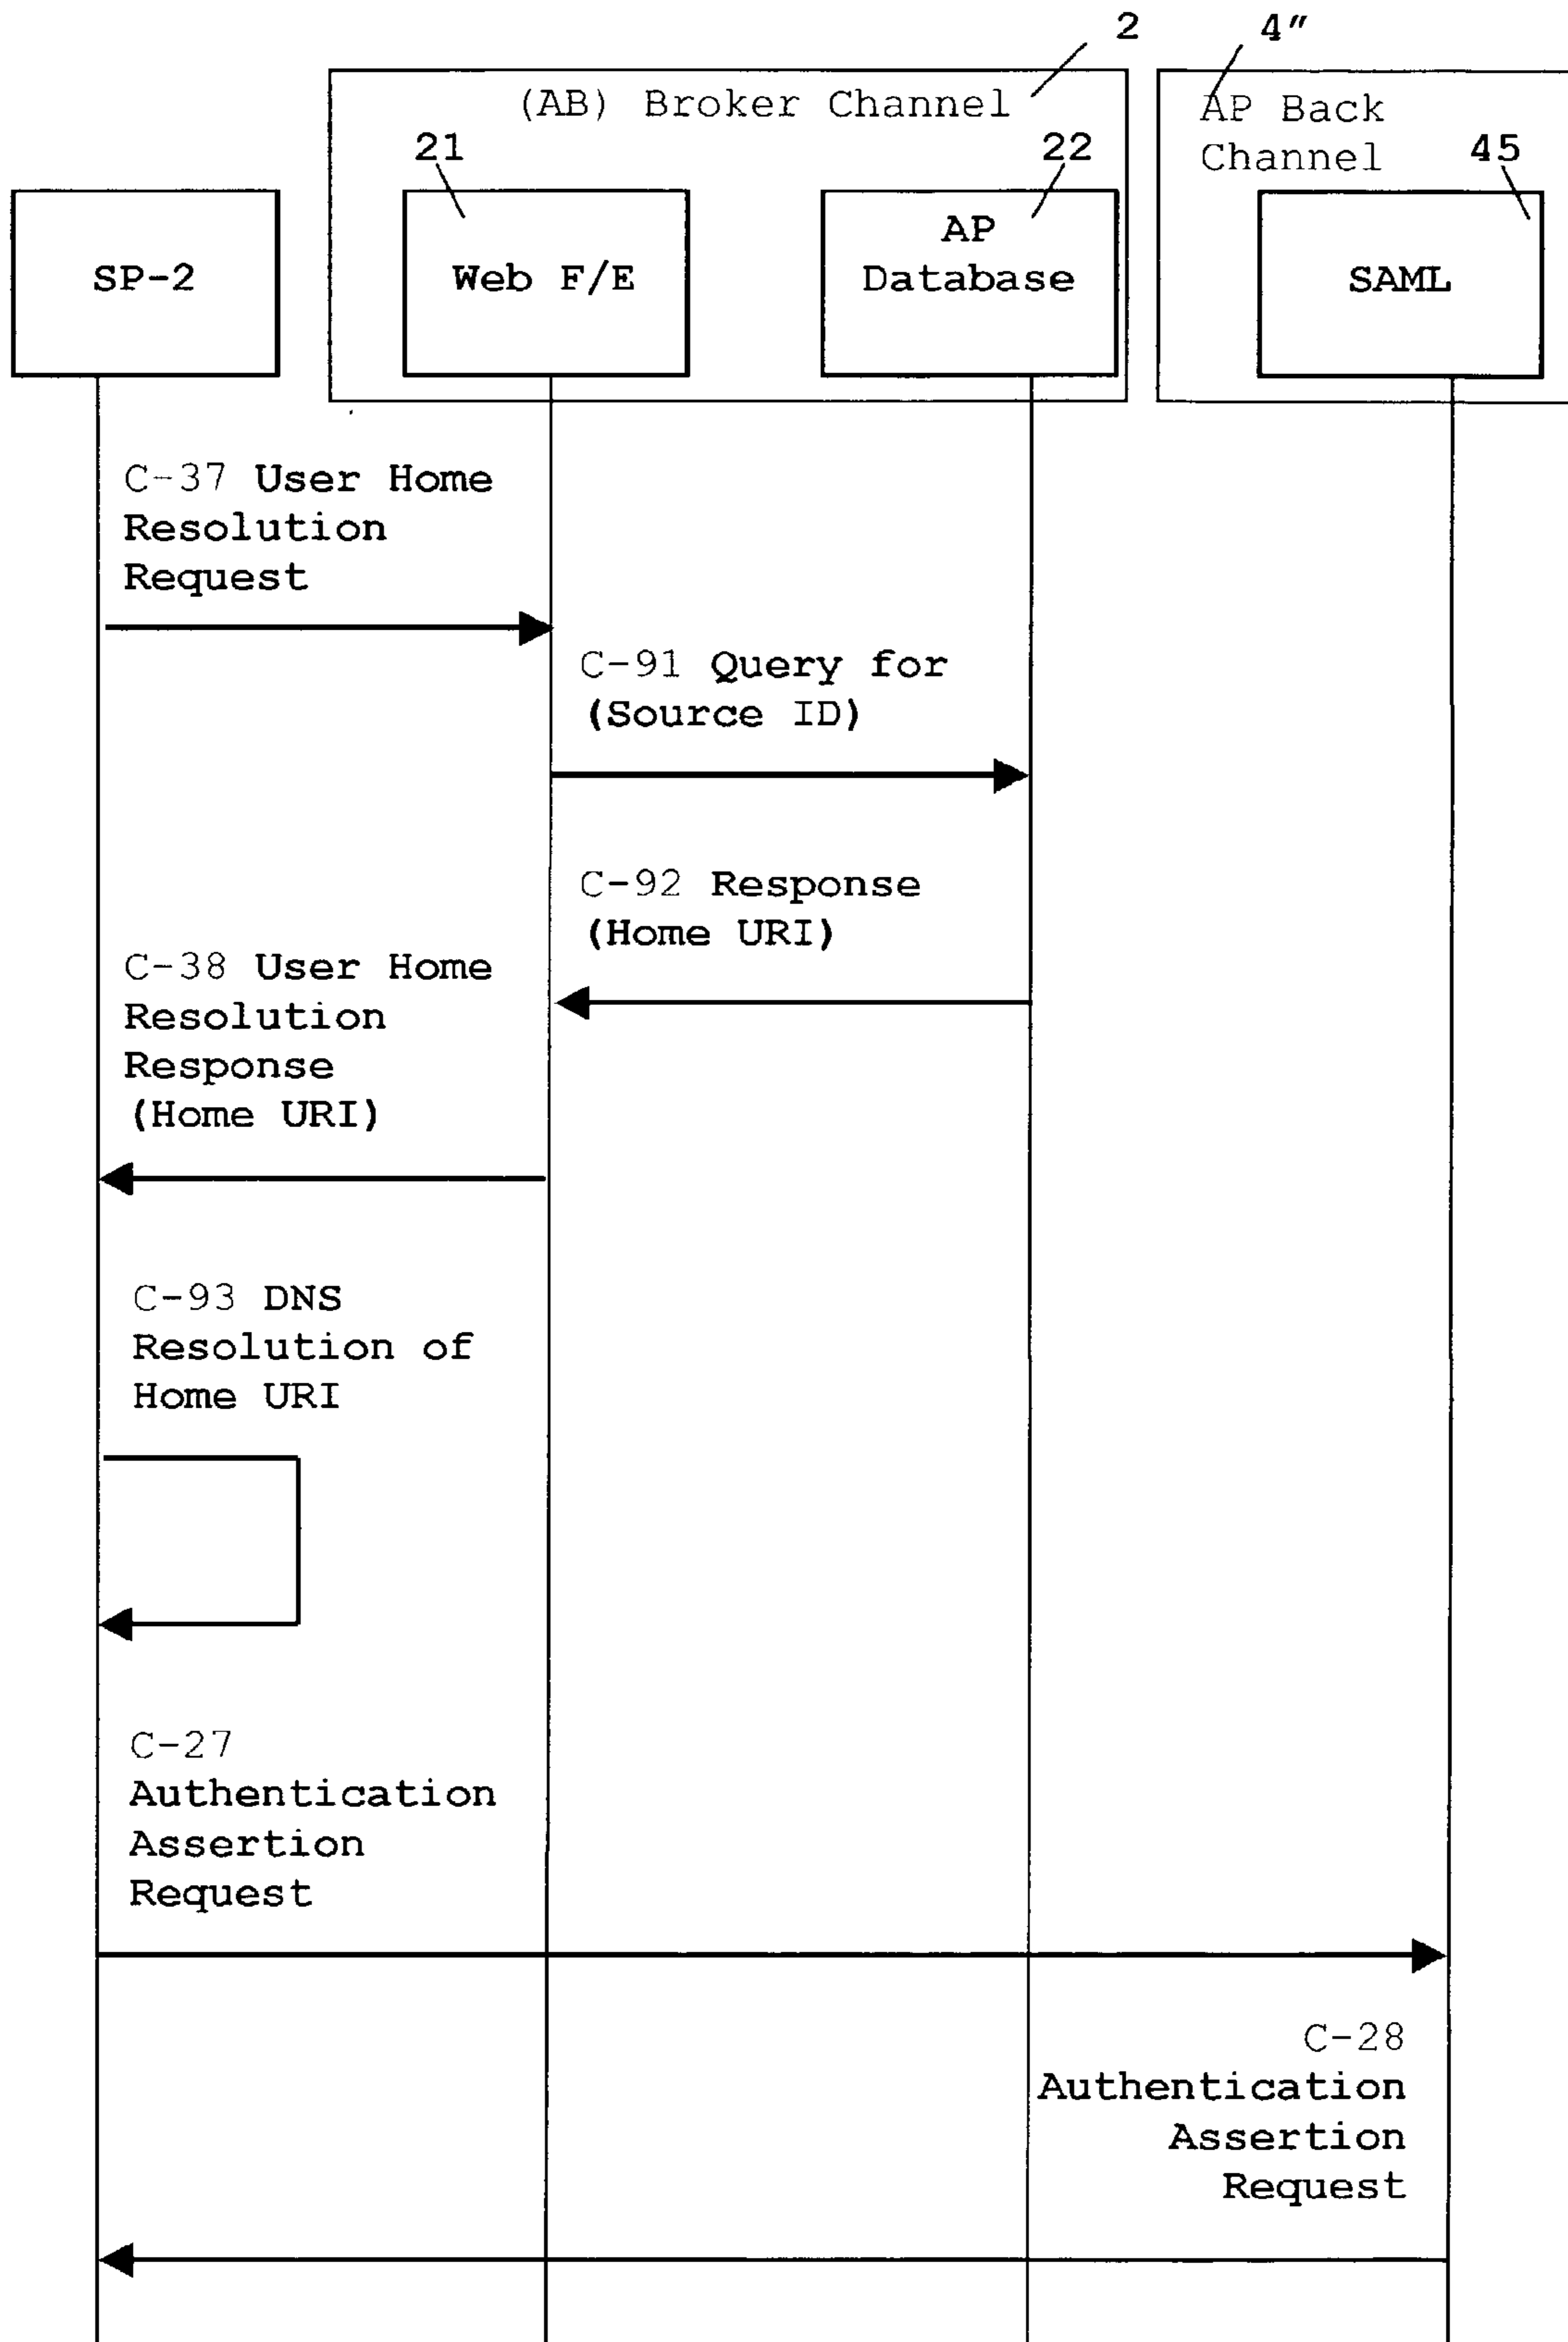 2
4″
(AB) Broker Channel
AP Back
Channel
21
22
45
SP-2
Web F/E
AP
Database
SAML
C-37 User Home
Resolution
Request
C-91 Query for
(Source ID)
C-92 Response
(Home URI)
C-38 User Home
Resolution
Response
(Home URI)
C-93 DNS
Resolution of
Home URI
C-27
Authentication
Assertion
Request
C-28
Authentication
Assertion
Request